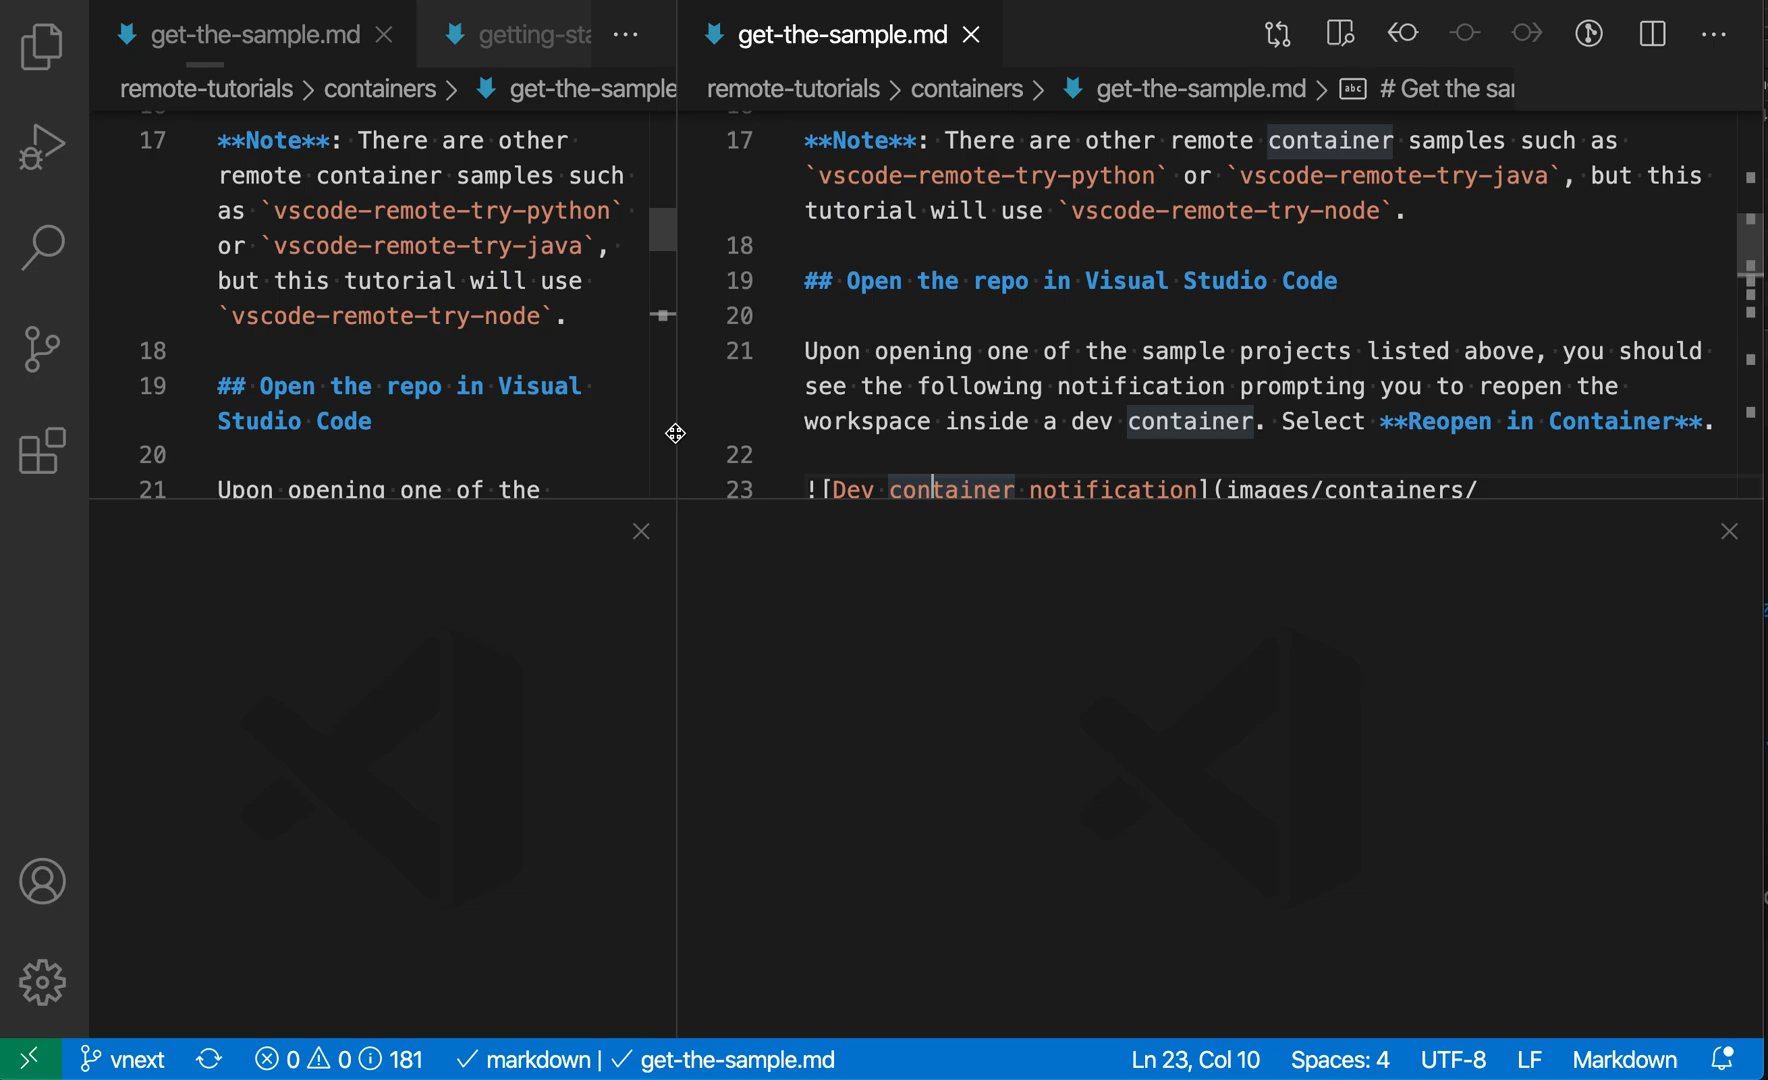 get-the-sample.md
getting-sta
get-the-sample.md
remote-tutorials > containers > get-the-sample
remote-tutorials > containers > get-the-sample.md > abc # Get the sa
17 **Note**: There are other
remote container samples such
as `vscode-remote-try-python`
or `vscode-remote-try-java`,
but this tutorial will use
`vscode-remote-try-node`.
18
19 ## Open the repo in Visual
Studio Code
20
21 Upon opening one of the
17 **Note**: There are other remote container samples such as
`vscode-remote-try-python` or `vscode-remote-try-java`, but this
tutorial will use `vscode-remote-try-node`.
18
19 ## Open the repo in Visual Studio Code
20
21 Upon opening one of the sample projects listed above, you should
see the following notification prompting you to reopen the
workspace inside a dev container. Select **Reopen in Container**.
22
23 ![Dev container notification](images/containers/
vnext 0 0 181 markdown | get-the-sample.md Ln 23, Col 10 Spaces: 4 UTF-8 LF Markdown